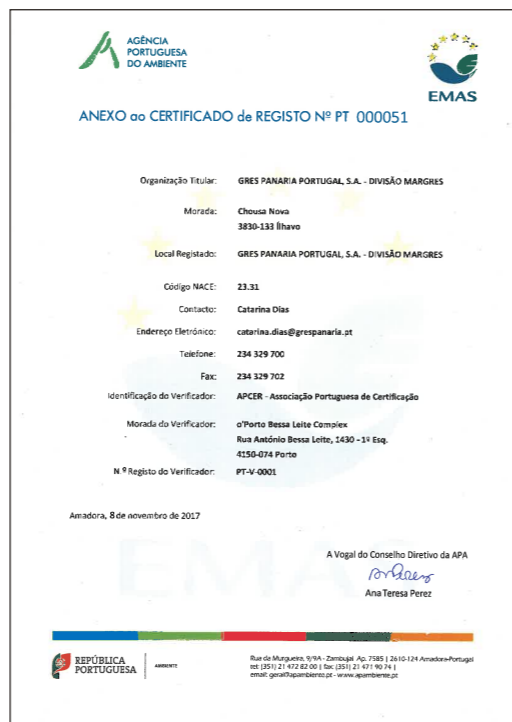 AGÊNCIA
PORTUGUESA
DO AMBIENTE
EMAS
ANEXO ao CERTIFICADO de REGISTO Nº PT 000051
Organização Titular: GRES PANARIA PORTUGAL, S.A. - DIVISÃO MARGRES
Morada: Chousa Nova
3830-133 Ílhavo
Local Registado: GRES PANARIA PORTUGAL, S.A. - DIVISÃO MARGRES
Código NACE: 23.31
Contacto: Catarina Dias
Endereço Eletrónico: catarina.dias@grespanaria.pt
Telefone: 234 329 700
Fax: 234 329 702
Identificação do Verificador: APCER - Associação Portuguesa de Certificação
Morada do Verificador: o'Porto Bessa Leite Complex
Rua António Bessa Leite, 1430 - 1º Esq.
4150-074 Porto
N.º Registo do Verificador: PT-V-0001
Amadora, 8 de novembro de 2017
EMAS
A Vogal do Conselho Diretivo da APA
Ana Teresa Perez
REPÚBLICA
PORTUGUESA
AMBIENTE
Rua da Murgueira, 9/9A - Zambujal Ap. 7585 | 2610-124 Amadora-Portugal
tel: (351) 21 472 82 00 | fax: (351) 21 471 90 74 |
email: geral@apambiente.pt - www.apambiente.pt